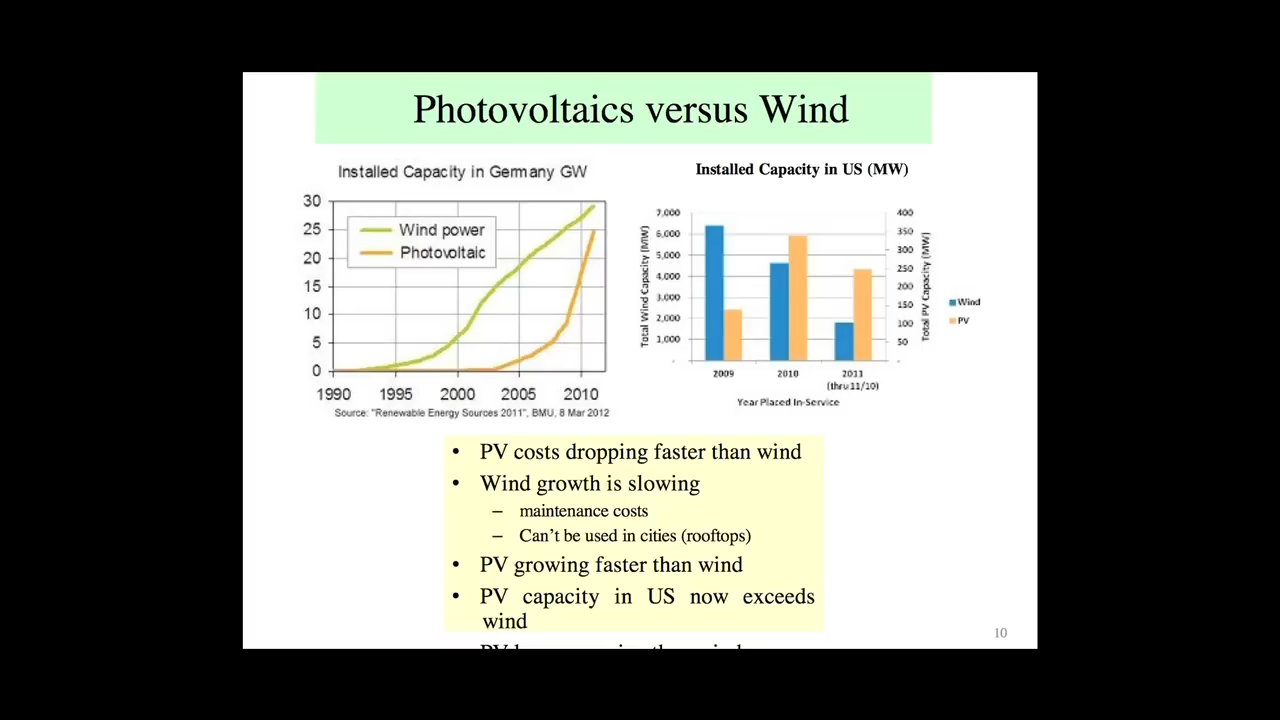 Photovoltaics versus Wind
Installed Capacity in Germany GW
30
25
20
15
10
5
0
Wind power
Photovoltaic
1990 1995 2000 2005 2010
Source: "Renewable Energy Sources 2011", BMU, 8 Mar 2012
Installed Capacity in US (MW)
Total Wind Capacity (MW)
7,000
6,000
5,000
4,000
3,000
2,000
1,000
-
400
350
300
250
200
150
100
50
-
Total PV Capacity (MW)
Wind
PV
2009 2010 2011
(thru 11/10)
Year Placed In-Service
• PV costs dropping faster than wind
• Wind growth is slowing
– maintenance costs
– Can't be used in cities (rooftops)
• PV growing faster than wind
• PV capacity in US now exceeds
wind
10